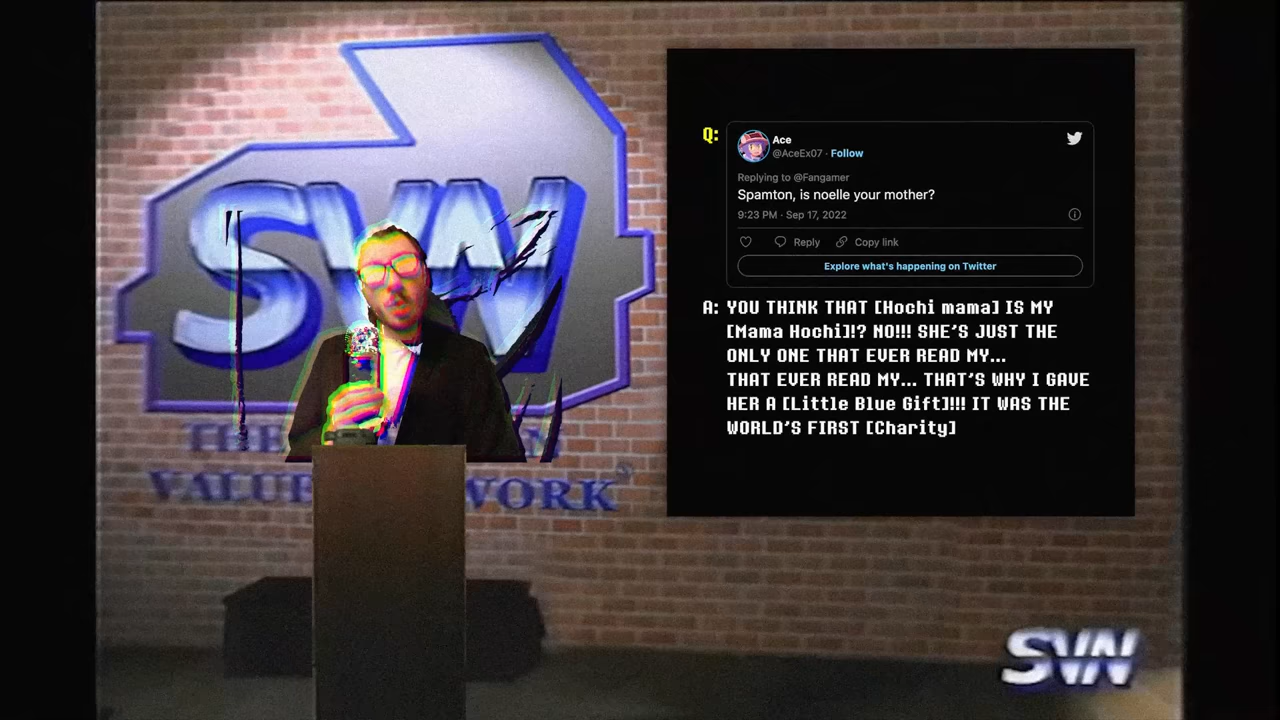 SVN
THE
VALUE WORK
Q:
Ace
@AceEx07 · Follow
Replying to @Fangamer
Spamton, is noelle your mother?
9:23 PM · Sep 17, 2022
Reply Copy link
Explore what's happening on Twitter
A: YOU THINK THAT [Hochi mama] IS MY
[Mama Hochi]!? NO!!! SHE'S JUST THE
ONLY ONE THAT EVER READ MY...
THAT EVER READ MY... THAT'S WHY I GAVE
HER A [Little Blue Gift]!!! IT WAS THE
WORLD'S FIRST [Charity]
SVN